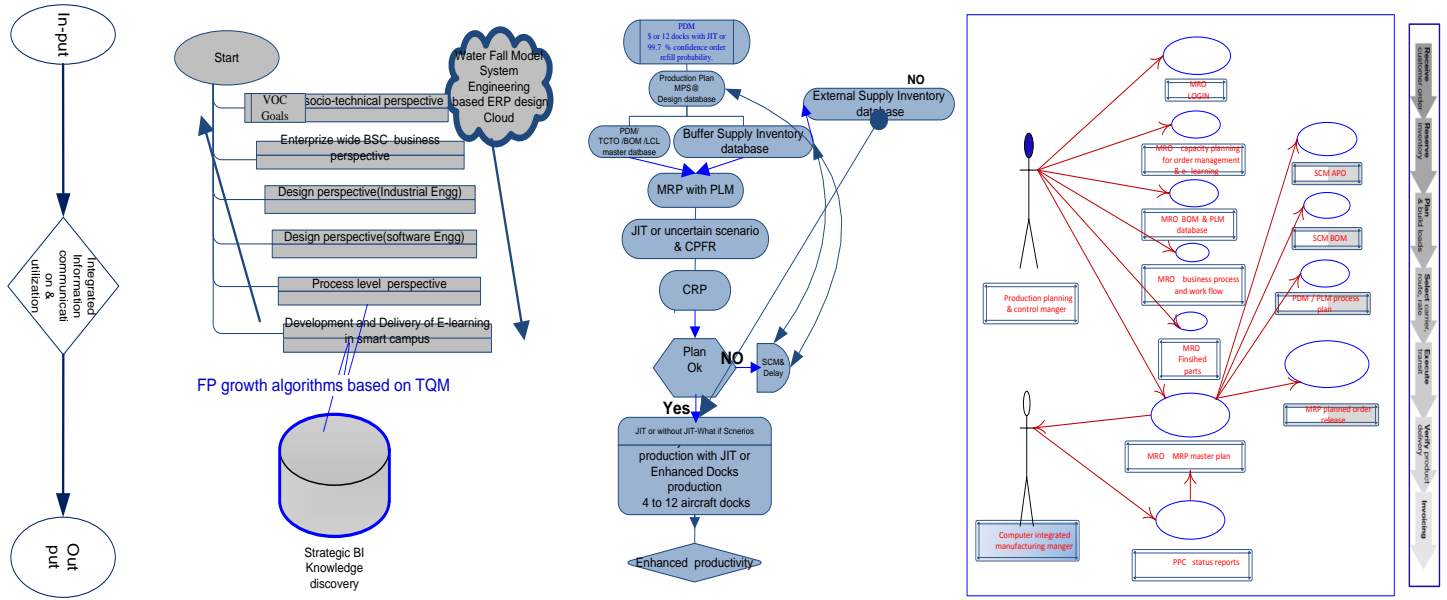 In-put
Integrated
Information
communicati
on &
utilization
Out
put
Start
VOC
Goals
socio-technical perspective
Enterprize wide BSC business
perspective
Design perspective(Industrial Engg)
Design perspective(software Engg)
Process level perspective
Development and Delivery of E-learning
in smart campus
Water Fall Model
System
Engineering
based ERP design
Cloud
FP growth algorithms based on TQM
Strategic BI
Knowledge
discovery
PDM
$ or 12 docks with JIT or
99.7 % confidence order
refill probability.
Production Plan
MPS@
Design database
NO
External Supply Inventory
database
PDM/
TCTO /BOM /LCL
master datbase
Buffer Supply Inventory
database
MRP with PLM
JIT or uncertain scenario
& CPFR
CRP
Plan
Ok
NO
SCM&
Delay
Yes
JIT or without JIT-What if Scnerios
production with JIT or
Enhanced Docks
production
4 to 12 aircraft docks
Enhanced productivity
MRO
LOGIN
MRO capacity planning
for order management
& e- learning
MRO BOM & PLM
database
MRO business process
and work flow
MRO
Finsihed
parts
MRO MRP master plan
PPC status reports
Production planning
& control manger
Computer integrated
manufacturing manger
SCM APO
SCM BOM
PDM / PLM process
plan
MRP planned order
release
Receive
customer order
Reserve
inventory
Plan
& build loads
Select carrier,
route, rate
Execute
transit
Verify product
delivery
Invoicing